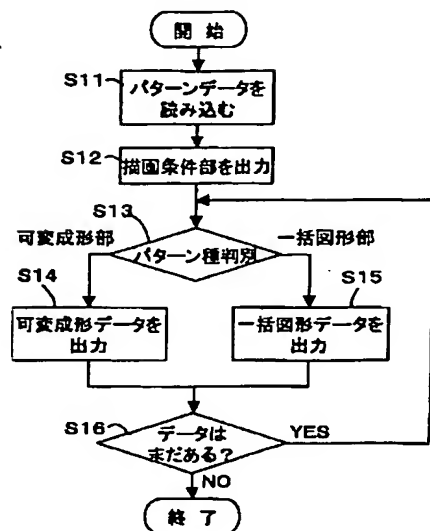 開 始
S11
パターンデータを
読み込む
S12
描画条件部を出力
S13
可変成形部
パターン種判別
一括図形部
S14
可変成形データを
出力
S15
一括図形データを
出力
S16
データは
まだある?
YES
NO
終 了